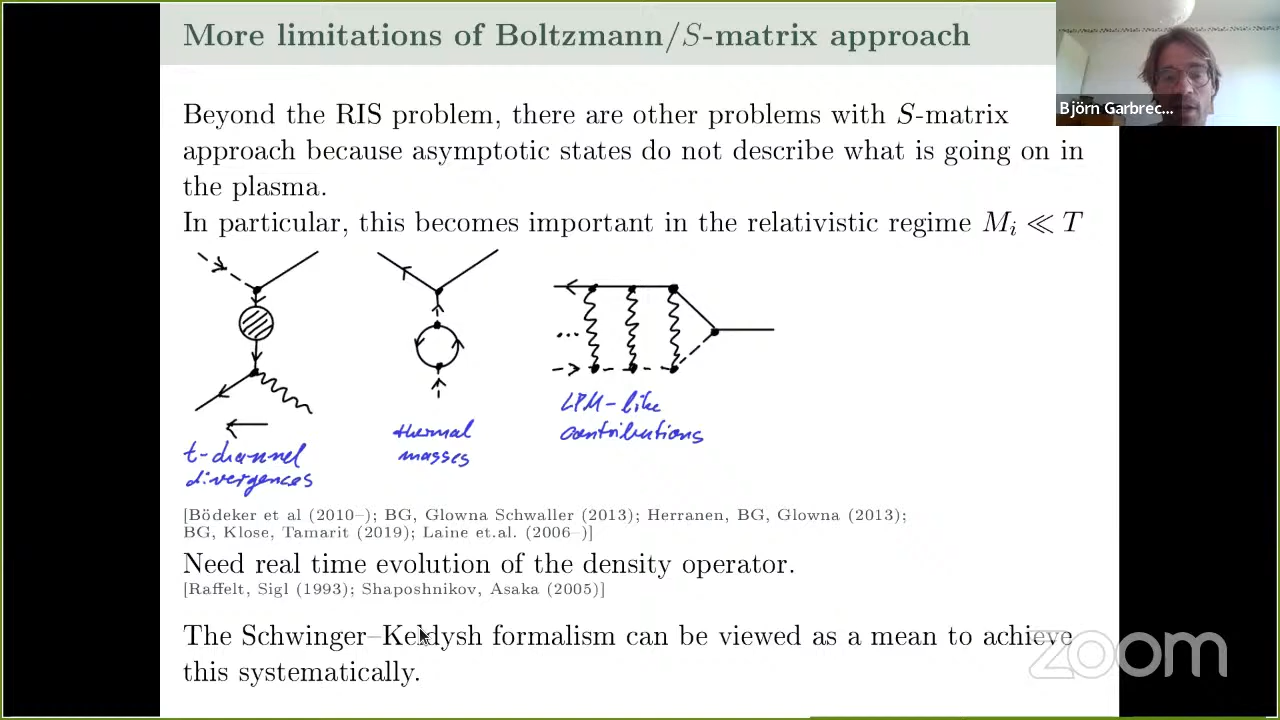 More limitations of Boltzmann/S-matrix approach
Björn Garbrec...
Beyond the RIS problem, there are other problems with S-matrix
approach because asymptotic states do not describe what is going on in
the plasma.
In particular, this becomes important in the relativistic regime Mᵢ ≪ T
...
t-channel
divergences
thermal
masses
LPM-like
contributions
[Bödeker et al (2010–); BG, Glowna Schwaller (2013); Herranen, BG, Glowna (2013);
BG, Klose, Tamarit (2019); Laine et.al. (2006–)]
Need real time evolution of the density operator.
[Raffelt, Sigl (1993); Shaposhnikov, Asaka (2005)]
The Schwinger–Keldysh formalism can be viewed as a mean to achieve
this systematically.
zoom